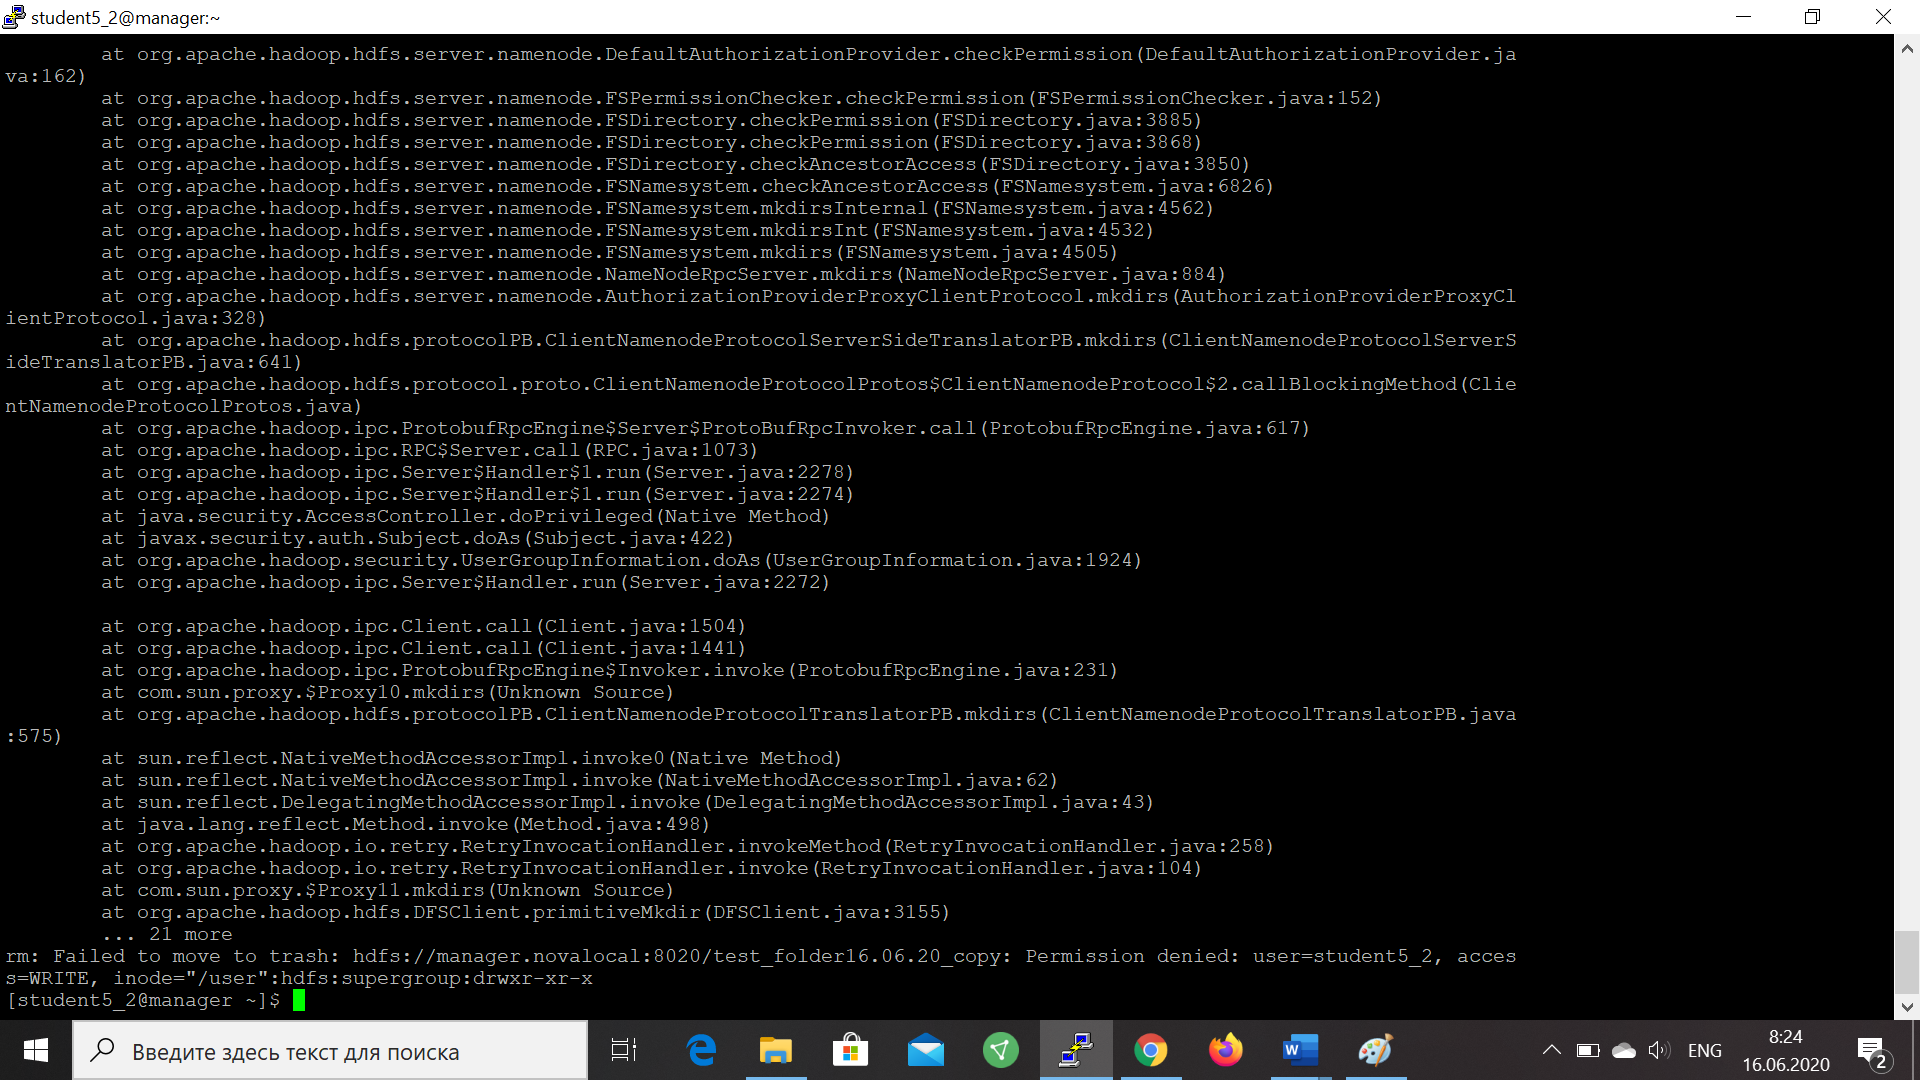 student5_2@manager:~
        at org.apache.hadoop.hdfs.server.namenode.DefaultAuthorizationProvider.checkPermission(DefaultAuthorizationProvider.ja
va:162)
        at org.apache.hadoop.hdfs.server.namenode.FSPermissionChecker.checkPermission(FSPermissionChecker.java:152)
        at org.apache.hadoop.hdfs.server.namenode.FSDirectory.checkPermission(FSDirectory.java:3885)
        at org.apache.hadoop.hdfs.server.namenode.FSDirectory.checkPermission(FSDirectory.java:3868)
        at org.apache.hadoop.hdfs.server.namenode.FSDirectory.checkAncestorAccess(FSDirectory.java:3850)
        at org.apache.hadoop.hdfs.server.namenode.FSNamesystem.checkAncestorAccess(FSNamesystem.java:6826)
        at org.apache.hadoop.hdfs.server.namenode.FSNamesystem.mkdirsInternal(FSNamesystem.java:4562)
        at org.apache.hadoop.hdfs.server.namenode.FSNamesystem.mkdirsInt(FSNamesystem.java:4532)
        at org.apache.hadoop.hdfs.server.namenode.FSNamesystem.mkdirs(FSNamesystem.java:4505)
        at org.apache.hadoop.hdfs.server.namenode.NameNodeRpcServer.mkdirs(NameNodeRpcServer.java:884)
        at org.apache.hadoop.hdfs.server.namenode.AuthorizationProviderProxyClientProtocol.mkdirs(AuthorizationProviderProxyCl
ientProtocol.java:328)
        at org.apache.hadoop.hdfs.protocolPB.ClientNamenodeProtocolServerSideTranslatorPB.mkdirs(ClientNamenodeProtocolServerS
ideTranslatorPB.java:641)
        at org.apache.hadoop.hdfs.protocol.proto.ClientNamenodeProtocolProtos$ClientNamenodeProtocol$2.callBlockingMethod(Clie
ntNamenodeProtocolProtos.java)
        at org.apache.hadoop.ipc.ProtobufRpcEngine$Server$ProtoBufRpcInvoker.call(ProtobufRpcEngine.java:617)
        at org.apache.hadoop.ipc.RPC$Server.call(RPC.java:1073)
        at org.apache.hadoop.ipc.Server$Handler$1.run(Server.java:2278)
        at org.apache.hadoop.ipc.Server$Handler$1.run(Server.java:2274)
        at java.security.AccessController.doPrivileged(Native Method)
        at javax.security.auth.Subject.doAs(Subject.java:422)
        at org.apache.hadoop.security.UserGroupInformation.doAs(UserGroupInformation.java:1924)
        at org.apache.hadoop.ipc.Server$Handler.run(Server.java:2272)

        at org.apache.hadoop.ipc.Client.call(Client.java:1504)
        at org.apache.hadoop.ipc.Client.call(Client.java:1441)
        at org.apache.hadoop.ipc.ProtobufRpcEngine$Invoker.invoke(ProtobufRpcEngine.java:231)
        at com.sun.proxy.$Proxy10.mkdirs(Unknown Source)
        at org.apache.hadoop.hdfs.protocolPB.ClientNamenodeProtocolTranslatorPB.mkdirs(ClientNamenodeProtocolTranslatorPB.java
:575)
        at sun.reflect.NativeMethodAccessorImpl.invoke0(Native Method)
        at sun.reflect.NativeMethodAccessorImpl.invoke(NativeMethodAccessorImpl.java:62)
        at sun.reflect.DelegatingMethodAccessorImpl.invoke(DelegatingMethodAccessorImpl.java:43)
        at java.lang.reflect.Method.invoke(Method.java:498)
        at org.apache.hadoop.io.retry.RetryInvocationHandler.invokeMethod(RetryInvocationHandler.java:258)
        at org.apache.hadoop.io.retry.RetryInvocationHandler.invoke(RetryInvocationHandler.java:104)
        at com.sun.proxy.$Proxy11.mkdirs(Unknown Source)
        at org.apache.hadoop.hdfs.DFSClient.primitiveMkdir(DFSClient.java:3155)
        ... 21 more
rm: Failed to move to trash: hdfs://manager.novalocal:8020/test_folder16.06.20_copy: Permission denied: user=student5_2, acces
s=WRITE, inode="/user":hdfs:supergroup:drwxr-xr-x
[student5_2@manager ~]$
Введите здесь текст для поиска
W
ENG
8:24
16.06.2020
2